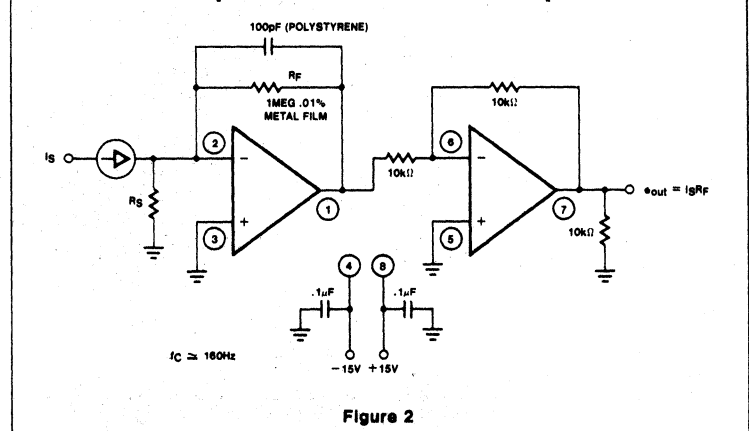 100pF (POLYSTYRENE)
RF
1MEG .01%
METAL FILM
10kΩ
IS
2
−
6
−
10kΩ
RS
1
7
eout = ISRF
3
+
5
+
10kΩ
4
8
.1μF
.1μF
fC ≃ 160Hz
−15V
+15V
Figure 2